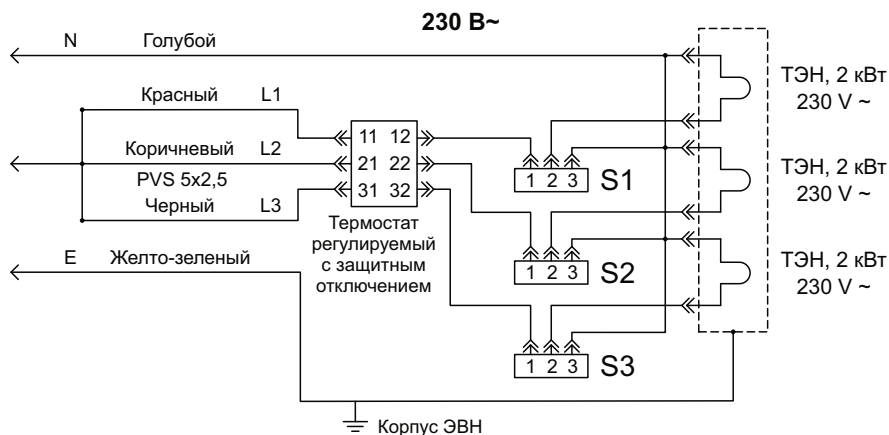 230 В~
N Голубой
Красный L1
Коричневый L2
PVS 5x2,5
Черный L3
E Желто-зеленый
11 12
21 22
31 32
Термостат
регулируемый
с защитным
отключением
1 2 3 S1
1 2 3 S2
1 2 3 S3
ТЭН, 2 кВт
230 V ~
ТЭН, 2 кВт
230 V ~
ТЭН, 2 кВт
230 V ~
Корпус ЭВН